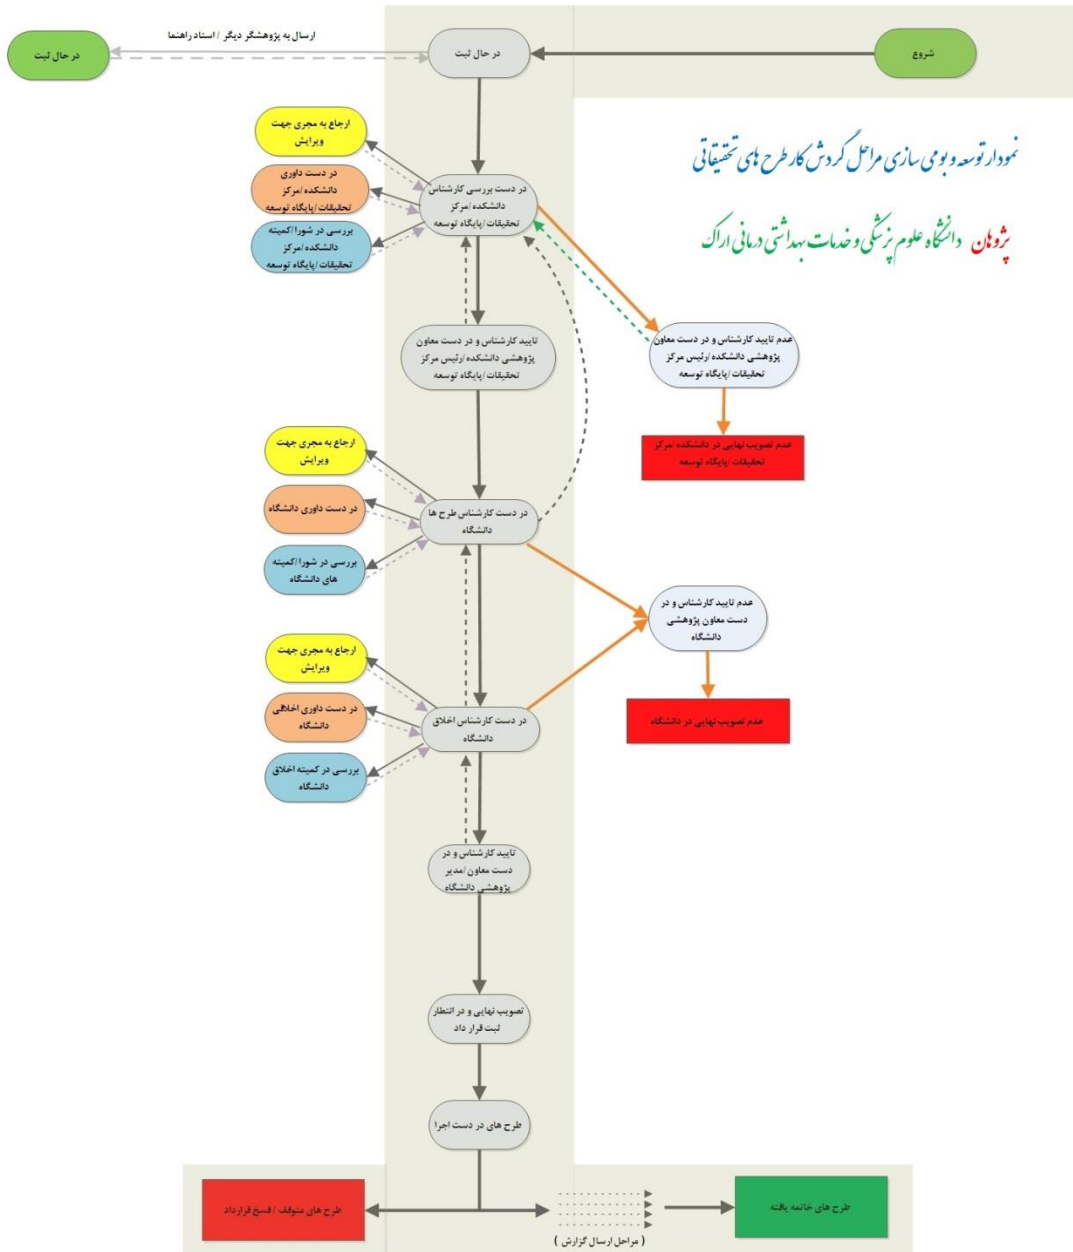 شروع
در حال ثبت
ارسال به پژوهشگر دیگر / استاد راهنما
در حال ثبت
نمودار توسعه و بومی سازی مراحل گردش کار طرح های تحقیقاتی
پژوهان دانشگاه علوم پزشکی و خدمات بهداشتی درمانی اراک
ارجاع به مجری جهت
ویرایش
در دست داوری
دانشکده/مرکز
تحقیقات/پایگاه توسعه
بررسی در شورا/کمیته
دانشکده/مرکز
تحقیقات/پایگاه توسعه
در دست بررسی کارشناس
دانشکده/مرکز
تحقیقات/پایگاه توسعه
تایید کارشناس و در دست معاون
پژوهشی دانشکده/رئیس مرکز
تحقیقات/پایگاه توسعه
عدم تایید کارشناس و در دست معاون
پژوهشی دانشکده/رئیس مرکز
تحقیقات/پایگاه توسعه
عدم تصویب نهایی در دانشکده/مرکز
تحقیقات/پایگاه توسعه
ارجاع به مجری جهت
ویرایش
در دست داوری دانشگاه
بررسی در شورا/کمیته
های دانشگاه
در دست کارشناس طرح ها
دانشگاه
عدم تایید کارشناس و در
دست معاون پژوهشی
دانشگاه
عدم تصویب نهایی در دانشگاه
ارجاع به مجری جهت
ویرایش
در دست داوری اخلاقی
دانشگاه
بررسی در کمیته اخلاق
دانشگاه
در دست کارشناس اخلاق
دانشگاه
تایید کارشناس و در
دست معاون/مدیر
پژوهشی دانشگاه
تصویب نهایی و در انتظار
ثبت قرار داد
طرح های در دست اجرا
طرح های خاتمه یافته
( مراحل ارسال گزارش )
طرح های متوقف / فسخ قرارداد